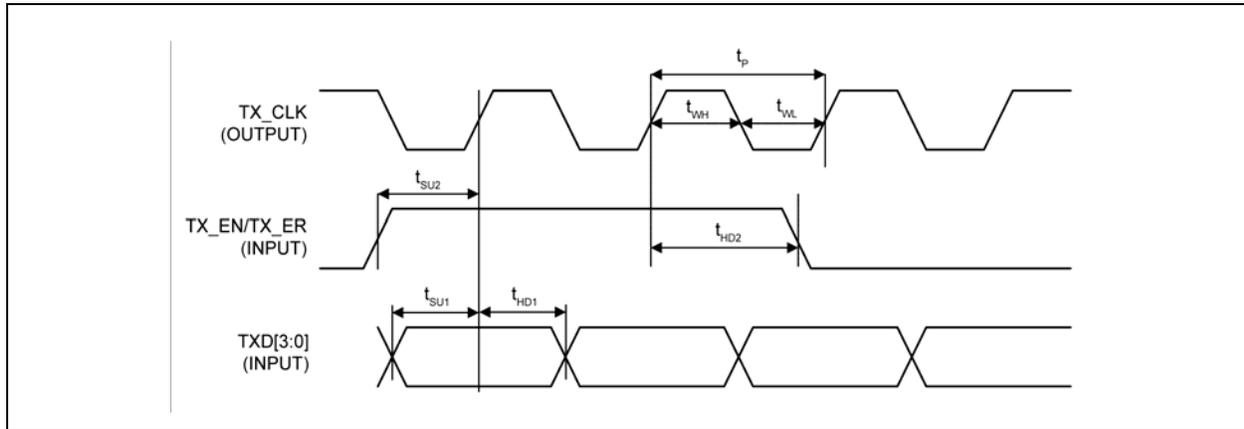 t_P
TX_CLK
(OUTPUT)
t_WH
t_WL
t_SU2
TX_EN/TX_ER
(INPUT)
t_HD2
t_SU1
t_HD1
TXD[3:0]
(INPUT)